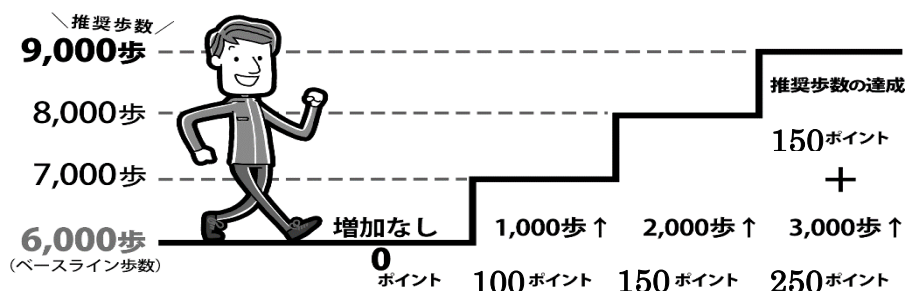 ＼推奨歩数／
9,000歩
8,000歩
7,000歩
6,000歩
（ベースライン歩数）
増加なし
0
ポイント
1,000歩↑
100ポイント
2,000歩↑
150ポイント
推奨歩数の達成
150ポイント
＋
3,000歩↑
250ポイント